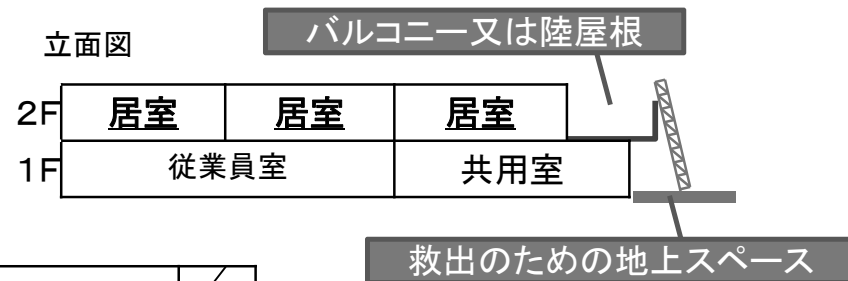 バルコニー又は陸屋根
立面図
2F 居室 居室 居室
1F 従業員室 共用室
救出のための地上スペース